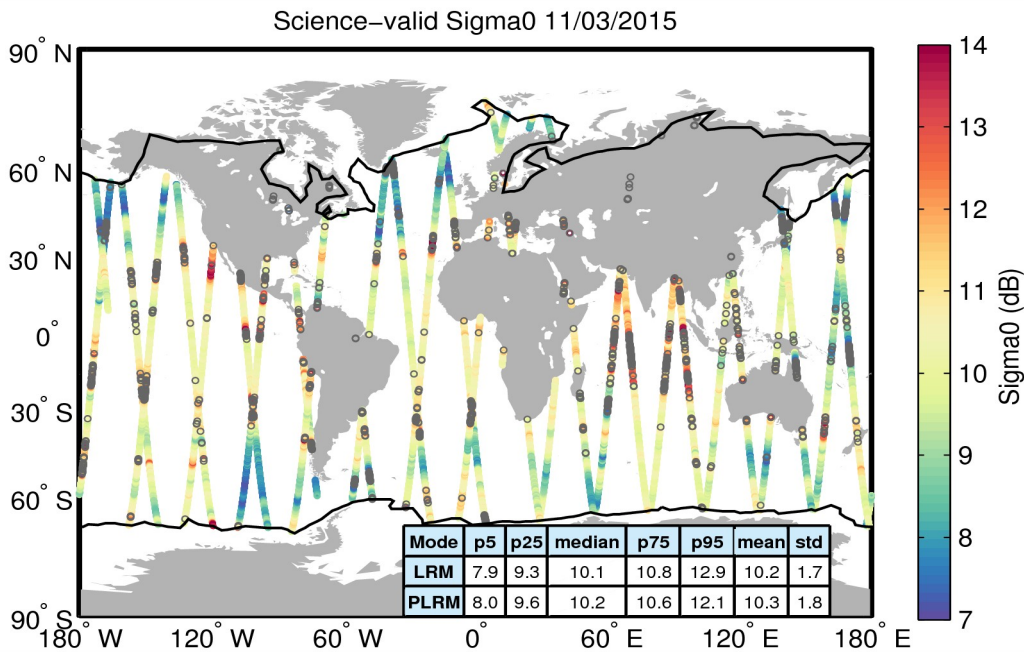 Science−valid Sigma0 11/03/2015
90° N
60° N
30° N
0°
30° S
60° S
90° S
180° W
120° W
60° W
0°
60° E
120° E
180° E
Mode p5 p25 median p75 p95 mean std
LRM 7.9 9.3 10.1 10.8 12.9 10.2 1.7
PLRM 8.0 9.6 10.2 10.6 12.1 10.3 1.8
14
13
12
11
10
9
8
7
Sigma0 (dB)